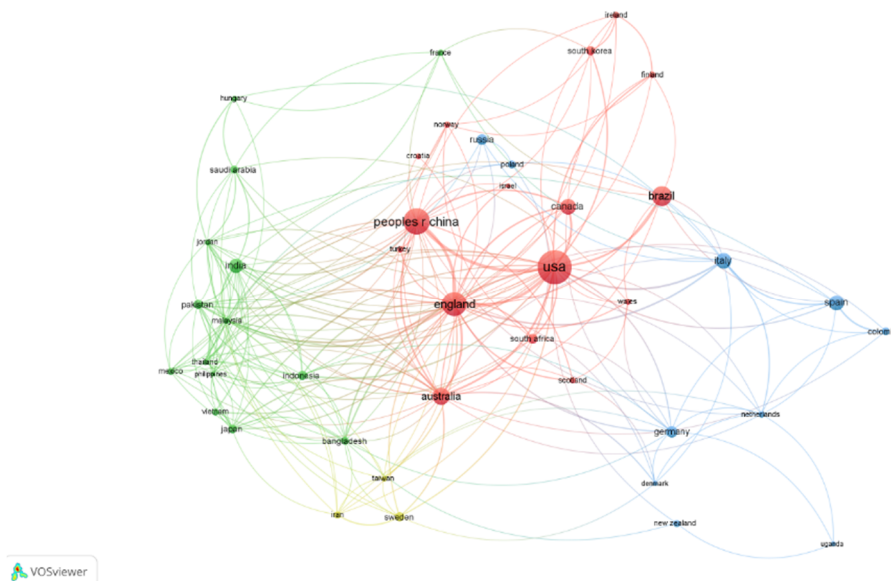 ireland
south korea
france
finland
hungary
norway
russia
croatia
poland
saudi arabia
israel
brazil
canada
peoples r china
jordan
turkey
italy
india
usa
wales
spain
pakistan
england
malaysia
colom
south africa
thailand
mexico
philippines
indonesia
scotland
australia
vietnam
netherlands
japan
germany
bangladesh
taiwan
denmark
iran
sweden
new zealand
uganda
VOSviewer